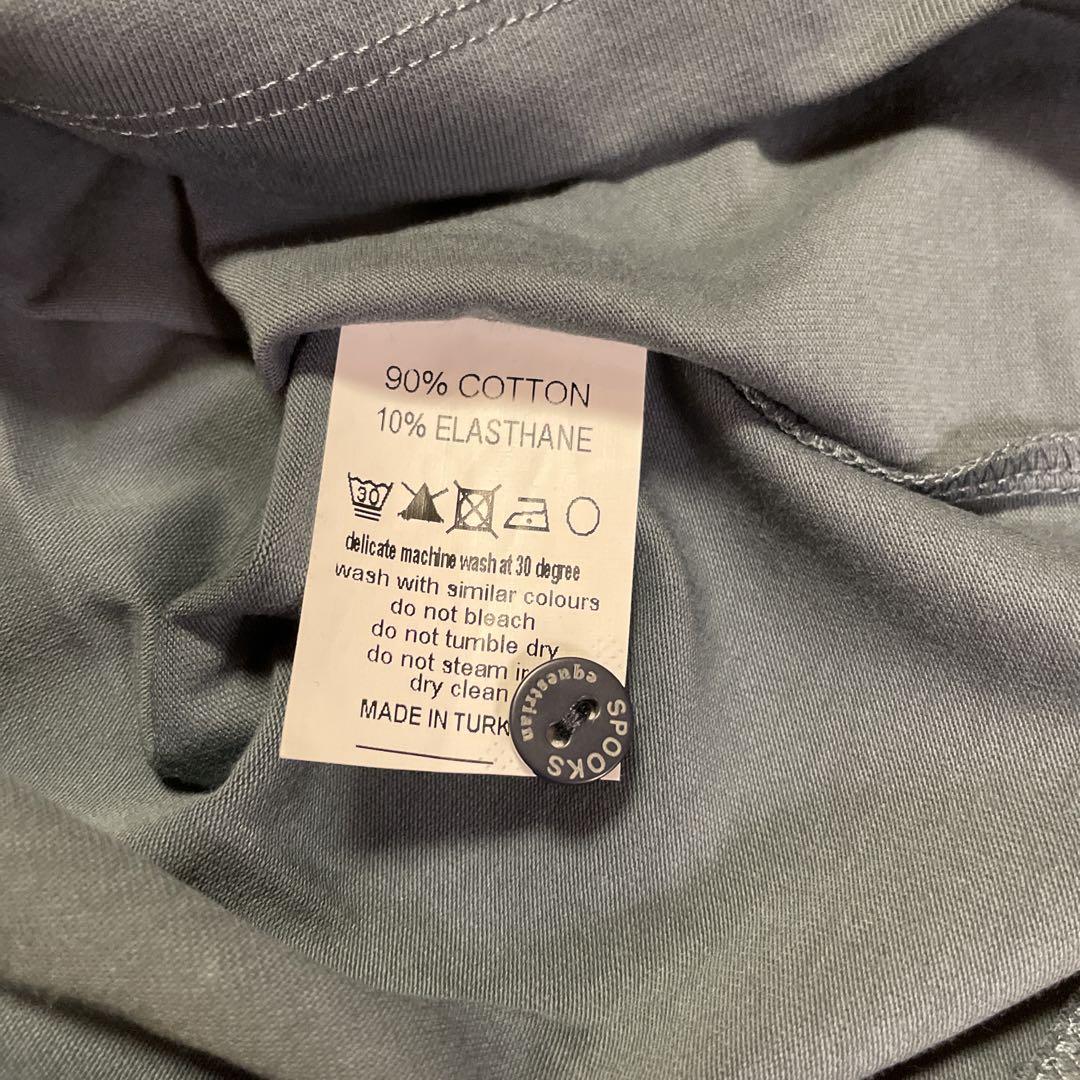 90% COTTON
10% ELASTHANE
30
delicate machine wash at 30 degree
wash with similar colours
do not bleach
do not tumble dry
do not steam
dry clean
MADE IN
SPOOKS
equestrian